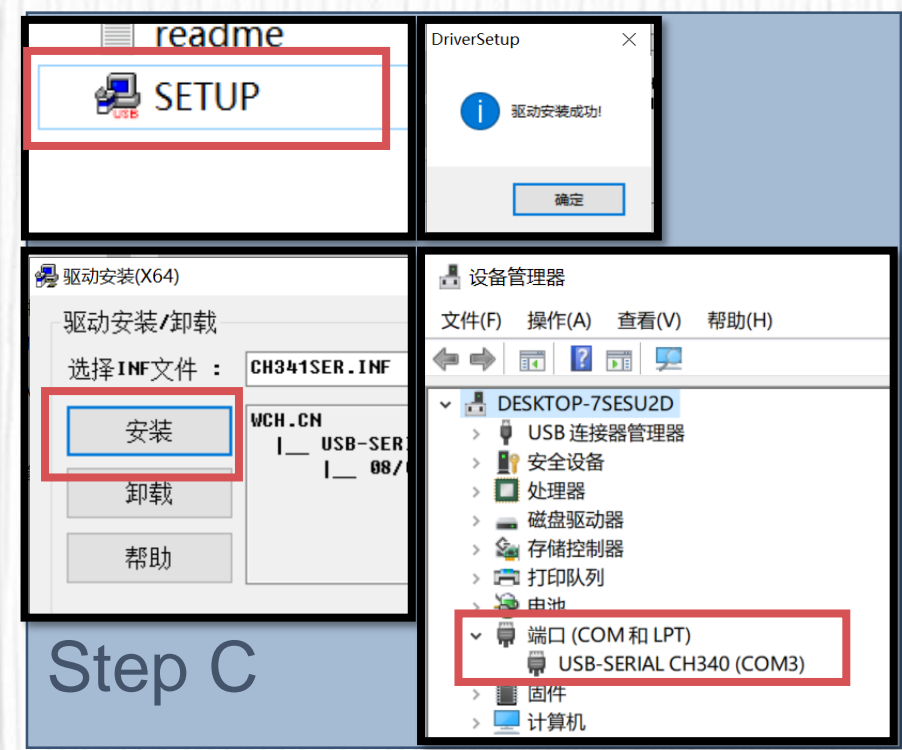 readme
SETUP
USB
DriverSetup
驱动安装成功!
确定
驱动安装(X64)
驱动安装/卸载
选择INF文件 :
CH341SER.INF
安装
卸载
帮助
WCH.CN
|__ USB-SER
|__ 08/
设备管理器
文件(F) 操作(A) 查看(V) 帮助(H)
DESKTOP-7SESU2D
USB 连接器管理器
安全设备
处理器
磁盘驱动器
存储控制器
打印队列
电池
端口 (COM 和 LPT)
USB-SERIAL CH340 (COM3)
固件
计算机
Step C